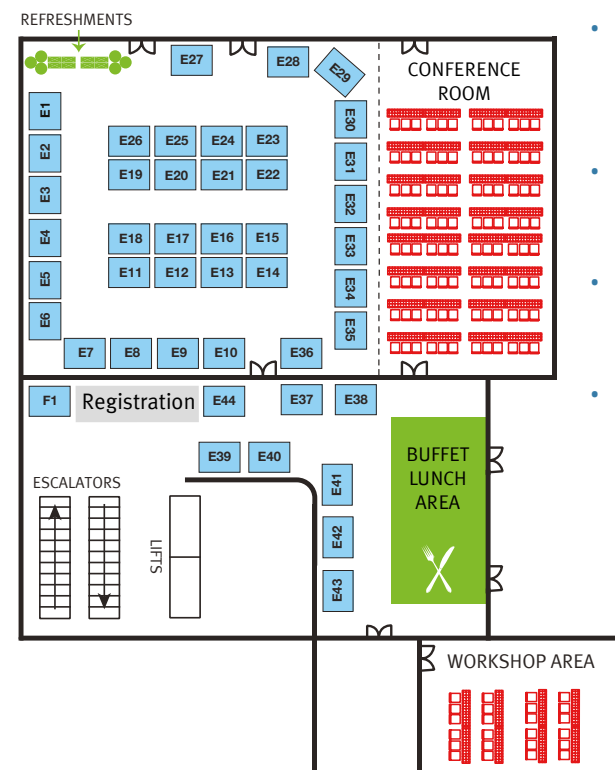 REFRESHMENTS
E27
E28
E29
CONFERENCE
ROOM
E1
E2
E3
E4
E5
E6
E26 E25 E24 E23
E19 E20 E21 E22
E18 E17 E16 E15
E11 E12 E13 E14
E30
E31
E32
E33
E34
E35
E7 E8 E9 E10 E36
F1 Registration E44 E37 E38
E39 E40
E41
E42
E43
BUFFET
LUNCH
AREA
ESCALATORS
LIFTS
WORKSHOP AREA